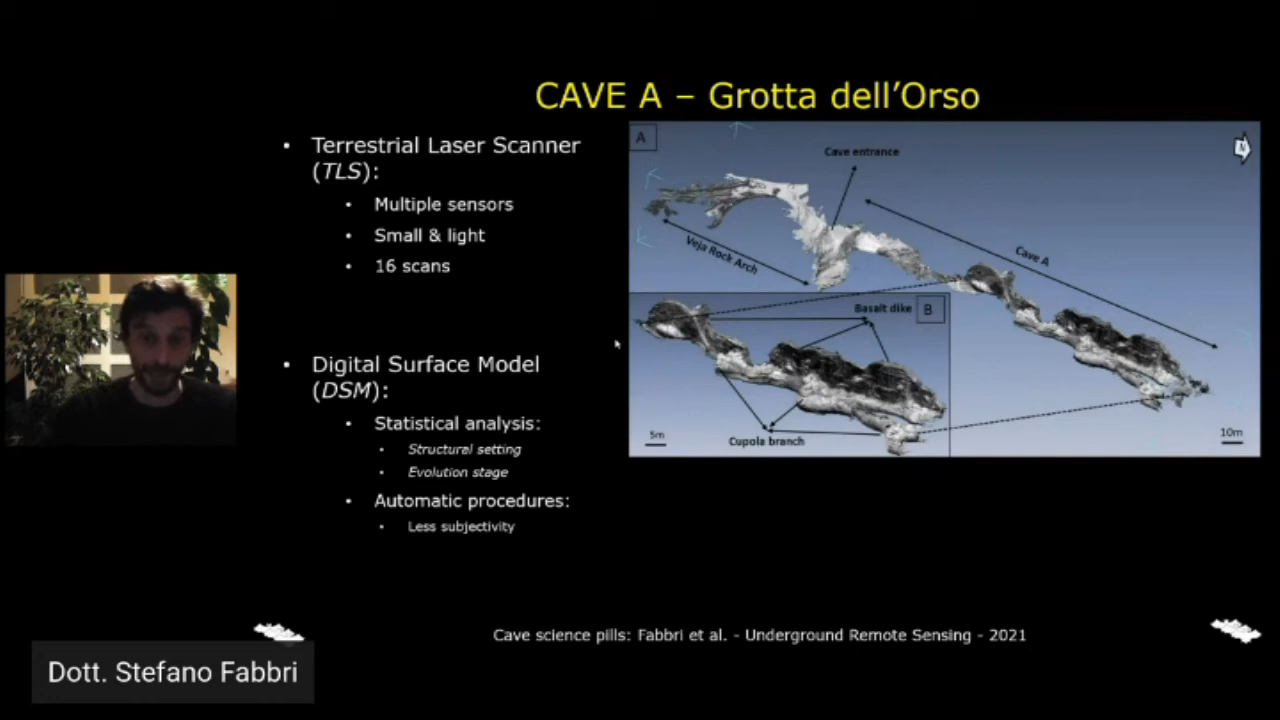 CAVE A – Grotta dell’Orso
• Terrestrial Laser Scanner
(TLS):
• Multiple sensors
• Small & light
• 16 scans
• Digital Surface Model
(DSM):
• Statistical analysis:
• Structural setting
• Evolution stage
• Automatic procedures:
• Less subjectivity
A
Cave entrance
N
Veja Rock Arch
Cave A
Basalt dike
B
Cupola branch
5m
10m
Cave science pills: Fabbri et al. - Underground Remote Sensing - 2021
Dott. Stefano Fabbri